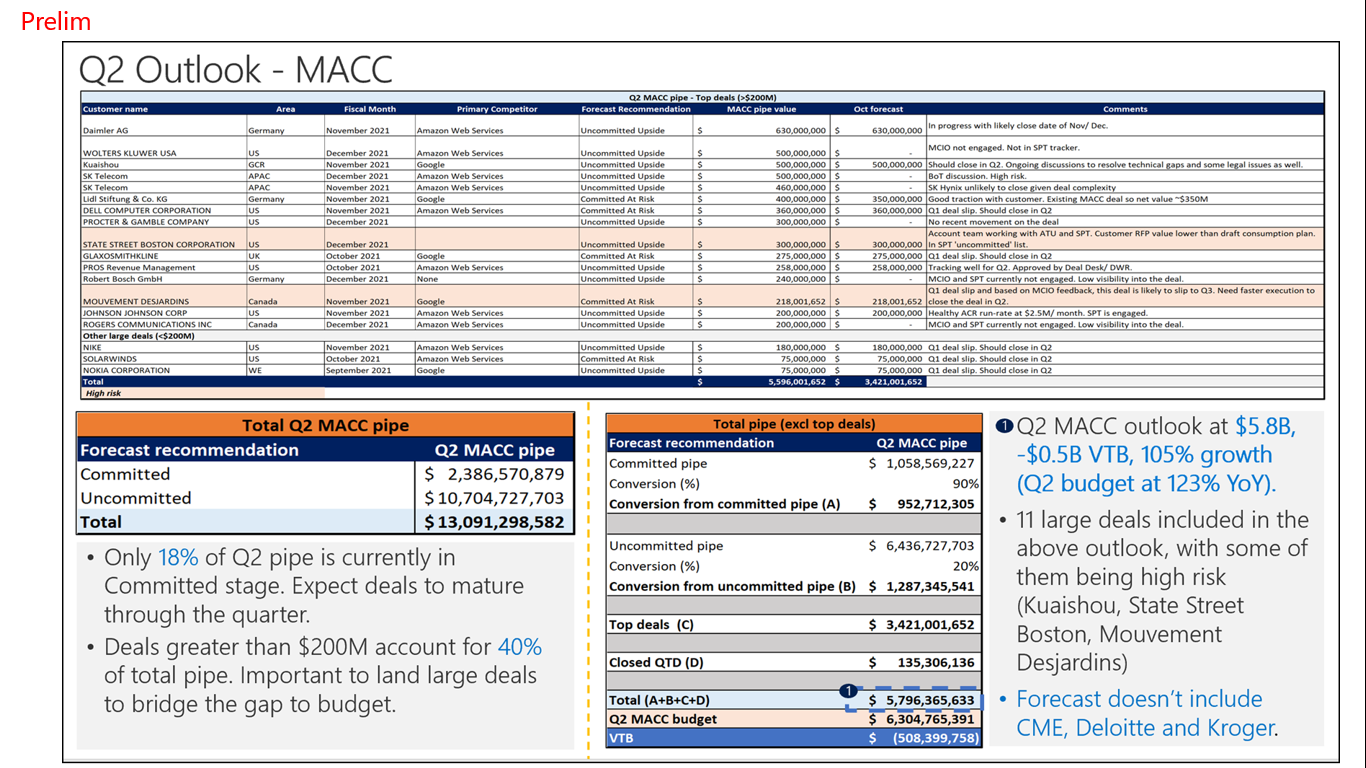 Prelim
Q2 Outlook - MACC
Q2 MACC pipe - Top deals (>$200M)
Customer name Area Fiscal Month Primary Competitor Forecast Recommendation MACC pipe value Oct forecast Comments
Daimler AG Germany November 2021 Amazon Web Services Uncommitted Upside $ 630,000,000 $ 630,000,000 In progress with likely close date of Nov/ Dec.
WOLTERS KLUWER USA US December 2021 Amazon Web Services Uncommitted Upside $ 500,000,000 $ - MCIO not engaged. Not in SPT tracker.
Kuaishou GCR November 2021 Google Uncommitted Upside $ 500,000,000 $ 500,000,000 Should close in Q2. Ongoing discussions to resolve technical gaps and some legal issues as well.
SK Telecom APAC December 2021 Amazon Web Services Uncommitted Upside $ 500,000,000 $ - BoT discussion. High risk.
SK Telecom APAC November 2021 Amazon Web Services Uncommitted Upside $ 460,000,000 $ - SK Hynix unlikely to close given deal complexity
Lidl Stiftung & Co. KG Germany November 2021 Google Committed At Risk $ 400,000,000 $ 350,000,000 Good traction with customer. Existing MACC deal so net value ~$350M
DELL COMPUTER CORPORATION US November 2021 Amazon Web Services Committed At Risk $ 360,000,000 $ 360,000,000 Q1 deal slip. Should close in Q2
PROCTER & GAMBLE COMPANY US December 2021 Uncommitted Upside $ 300,000,000 $ - No recent movement on the deal
STATE STREET BOSTON CORPORATION US December 2021 Uncommitted Upside $ 300,000,000 $ 300,000,000 Account team working with ATU and SPT. Customer RFP value lower than draft consumption plan.
In SPT 'uncommitted' list.
GLAXOSMITHKLINE UK October 2021 Google Committed At Risk $ 275,000,000 $ 275,000,000 Q1 deal slip. Should close in Q2
PROS Revenue Management US October 2021 Amazon Web Services Uncommitted Upside $ 258,000,000 $ 258,000,000 Tracking well for Q2. Approved by Deal Desk/ DWR.
Robert Bosch GmbH Germany December 2021 None Uncommitted Upside $ 240,000,000 $ - MCIO and SPT currently not engaged. Low visibility into the deal.
MOUVEMENT DESJARDINS Canada November 2021 Google Committed At Risk $ 218,001,652 $ 218,001,652 Q1 deal slip and based on MCIO feedback, this deal is likely to slip to Q3. Need faster execution to
close the deal in Q2.
JOHNSON JOHNSON CORP US November 2021 Amazon Web Services Uncommitted Upside $ 200,000,000 $ 200,000,000 Healthy ACR run-rate at $2.5M/ month. SPT is engaged.
ROGERS COMMUNICATIONS INC Canada December 2021 Amazon Web Services Uncommitted Upside $ 200,000,000 $ - MCIO and SPT currently not engaged. Low visibility into the deal.
Other large deals (<$200M)
NIKE US November 2021 Amazon Web Services Uncommitted Upside $ 180,000,000 $ 180,000,000 Q1 deal slip. Should close in Q2
SOLARWINDS US October 2021 Amazon Web Services Committed At Risk $ 75,000,000 $ 75,000,000 Q1 deal slip. Should close in Q2
NOKIA CORPORATION WE September 2021 Google Uncommitted Upside $ 75,000,000 $ 75,000,000 Q1 deal slip. Should close in Q2
Total $ 5,596,001,652 $ 3,421,001,652
High risk
Total Q2 MACC pipe
Forecast recommendation Q2 MACC pipe
Committed $ 2,386,570,879
Uncommitted $ 10,704,727,703
Total $ 13,091,298,582
• Only 18% of Q2 pipe is currently in
Committed stage. Expect deals to mature
through the quarter.
• Deals greater than $200M account for 40%
of total pipe. Important to land large deals
to bridge the gap to budget.
Total pipe (excl top deals)
Forecast recommendation Q2 MACC pipe
Committed pipe $ 1,058,569,227
Conversion (%) 90%
Conversion from committed pipe (A) $ 952,712,305
Uncommitted pipe $ 6,436,727,703
Conversion (%) 20%
Conversion from uncommitted pipe (B) $ 1,287,345,541
Top deals (C) $ 3,421,001,652
Closed QTD (D) $ 135,306,136
1
Total (A+B+C+D) $ 5,796,365,633
Q2 MACC budget $ 6,304,765,391
VTB $ (508,399,758)
1 Q2 MACC outlook at $5.8B,
-$0.5B VTB, 105% growth
(Q2 budget at 123% YoY).
• 11 large deals included in the
above outlook, with some of
them being high risk
(Kuaishou, State Street
Boston, Mouvement
Desjardins)
• Forecast doesn't include
CME, Deloitte and Kroger.